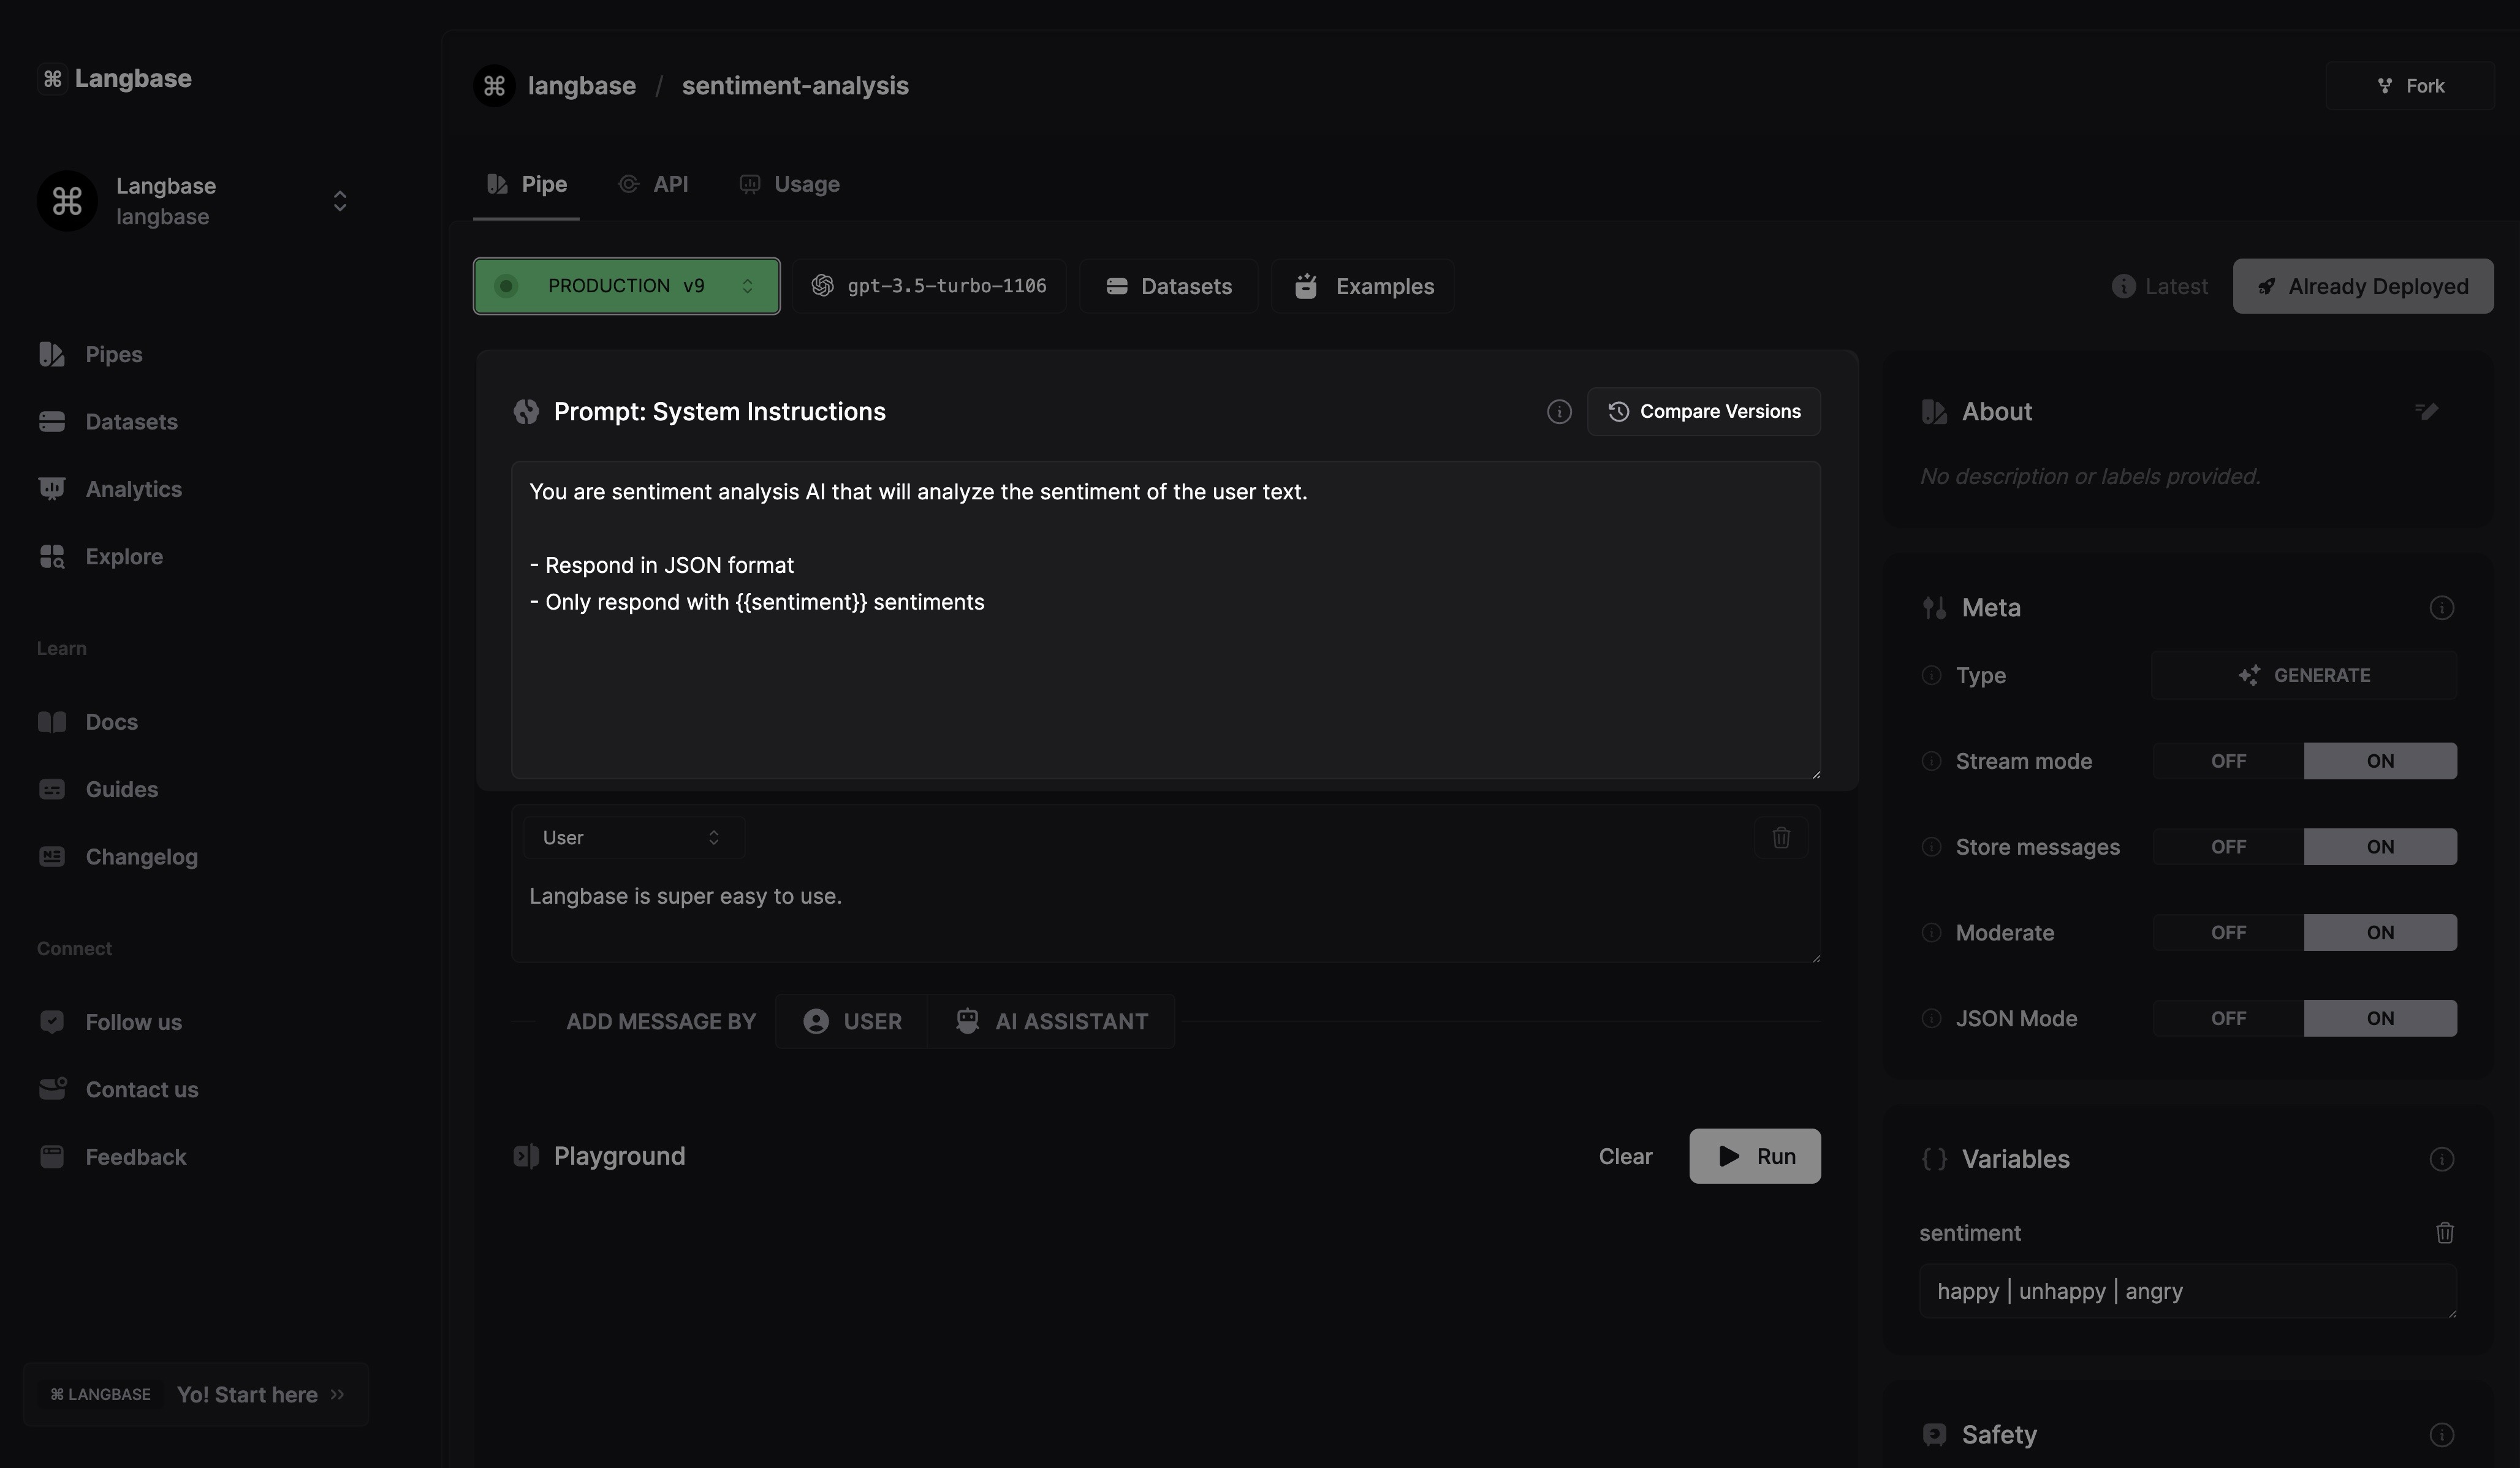 Langbase
Langbase
langbase
Pipes
Datasets
Analytics
Explore
Learn
Docs
Guides
Changelog
Connect
Follow us
Contact us
Feedback
⌘ LANGBASE Yo! Start here >>
langbase / sentiment-analysis
Fork
Pipe API Usage
PRODUCTION v9 gpt-3.5-turbo-1106 Datasets Examples
Latest Already Deployed
Prompt: System Instructions
Compare Versions
You are sentiment analysis AI that will analyze the sentiment of the user text.
- Respond in JSON format
- Only respond with {{sentiment}} sentiments
User
Langbase is super easy to use.
ADD MESSAGE BY USER AI ASSISTANT
Playground
Clear Run
About
No description or labels provided.
Meta
Type GENERATE
Stream mode OFF ON
Store messages OFF ON
Moderate OFF ON
JSON Mode OFF ON
{ } Variables
sentiment
happy | unhappy | angry
Safety